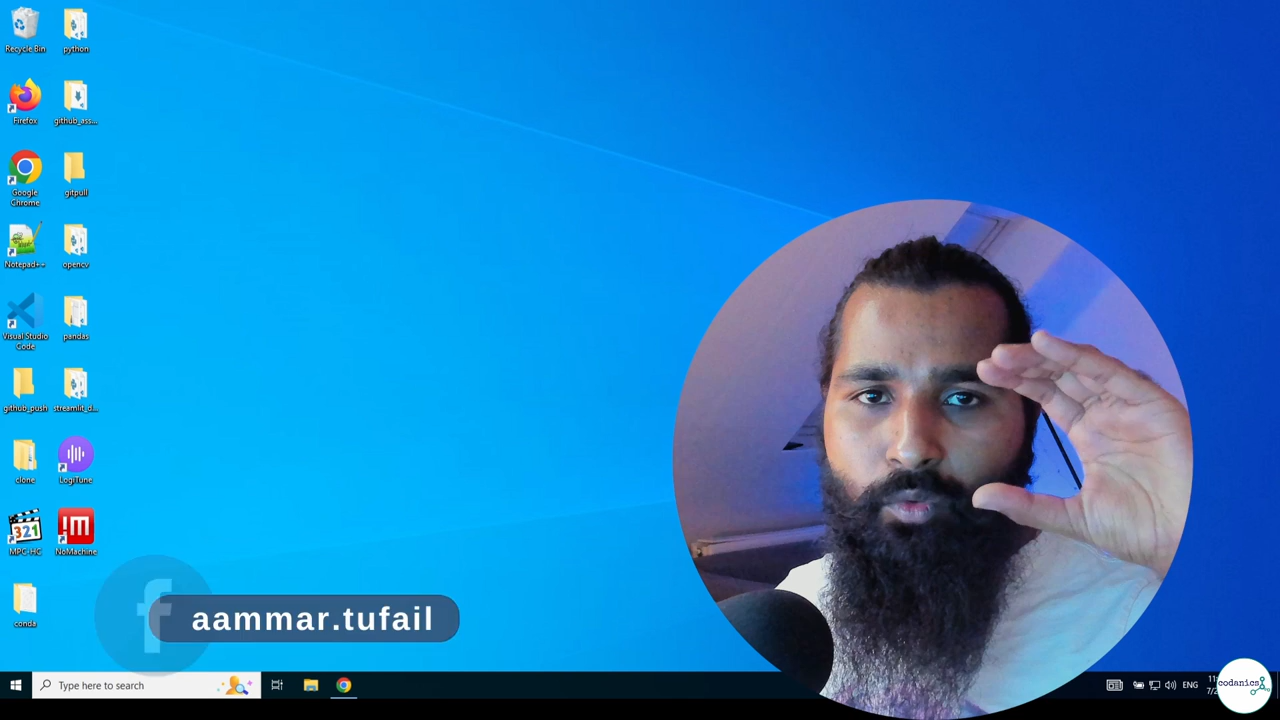 Recycle Bin
python
Firefox
github_ass...
Google
Chrome
gitpull
Notepad++
opencv
Visual Studio
Code
pandas
github_push
streamlit_d...
clone
LogiTune
321
MPC-HC
!M
NoMachine
conda
f
aammar.tufail
Type here to search
ENG
codanics